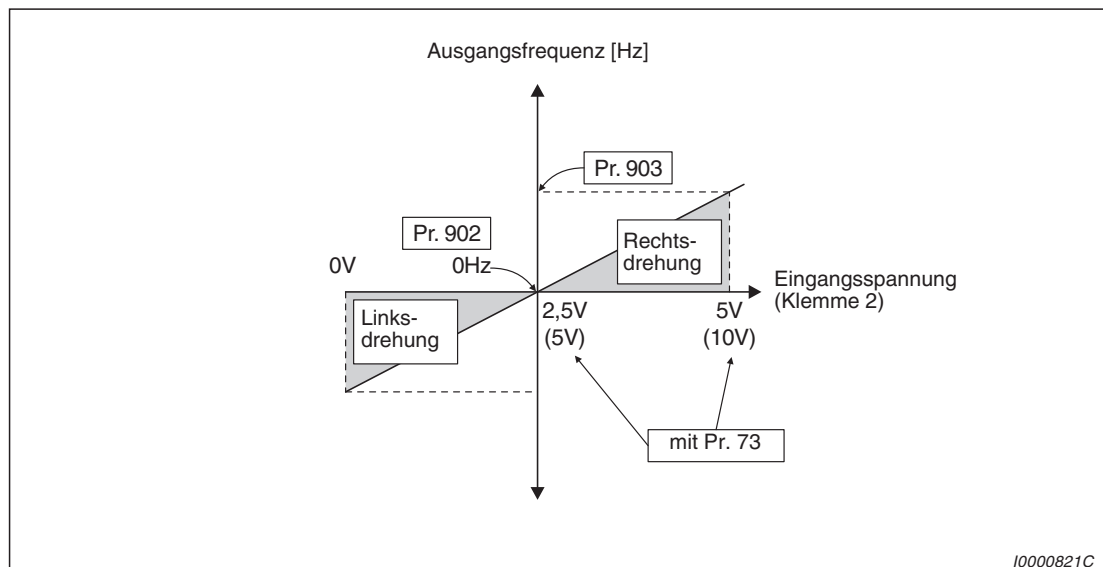 Ausgangsfrequenz [Hz]
Pr. 903
Pr. 902
0V
0Hz
Rechts-
drehung
Eingangsspannung
(Klemme 2)
Links-
drehung
2,5V
(5V)
5V
(10V)
mit Pr. 73
I0000821C